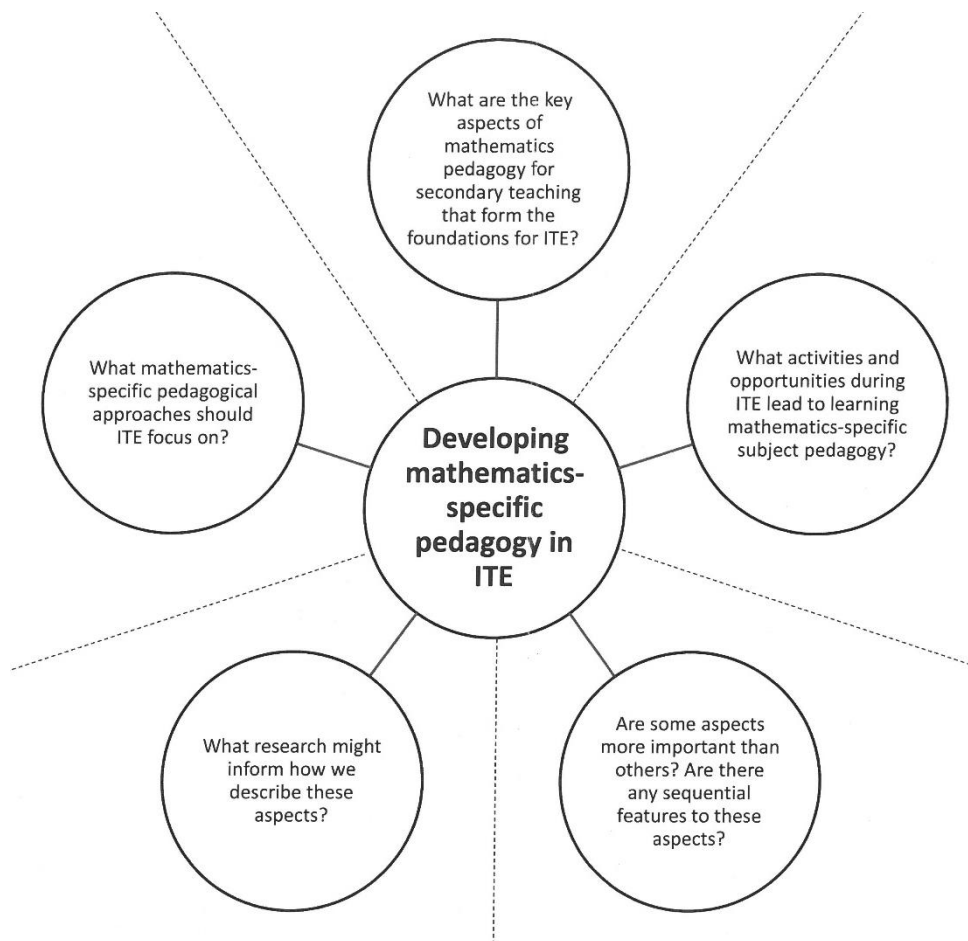 What are the key
aspects of
mathematics
pedagogy for
secondary teaching
that form the
foundations for ITE?
What mathematics-
specific pedagogical
approaches should
ITE focus on?
What activities and
opportunities during
ITE lead to learning
mathematics-specific
subject pedagogy?
Developing
mathematics-
specific
pedagogy in
ITE
What research might
inform how we
describe these
aspects?
Are some aspects
more important than
others? Are there
any sequential
features to these
aspects?